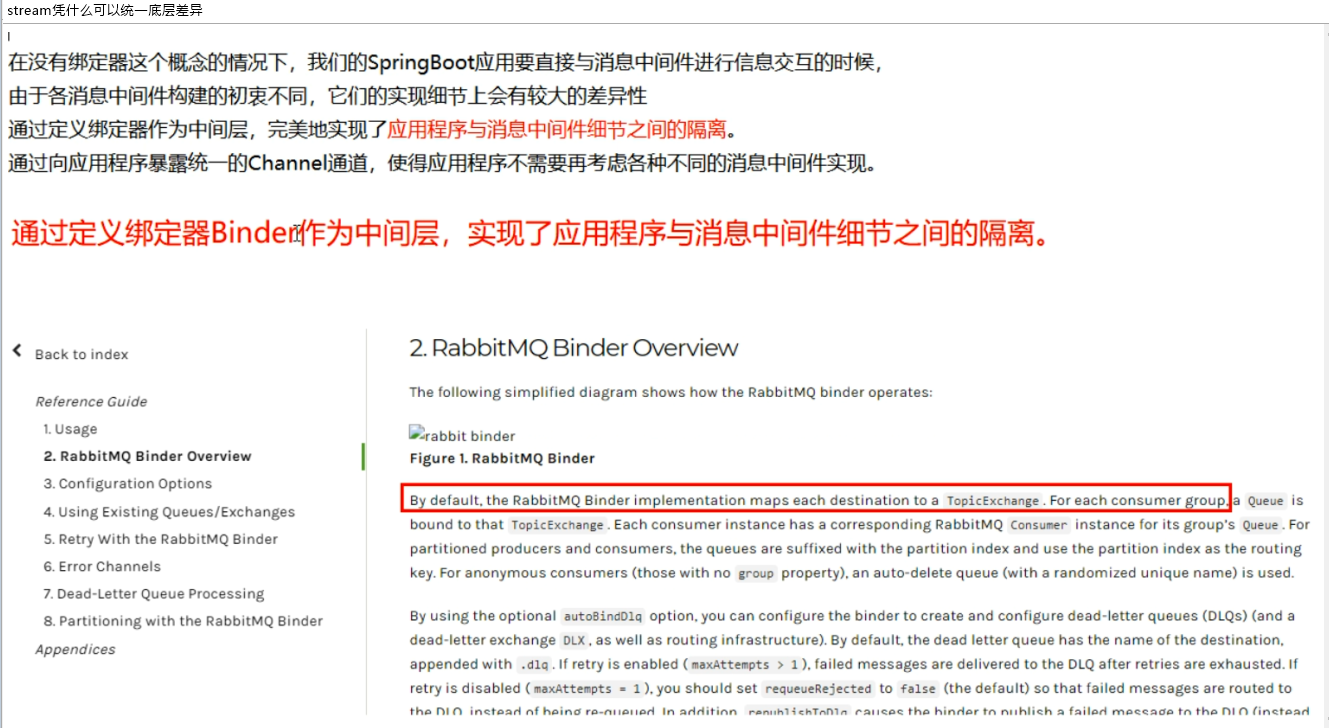 stream凭什么可以统一底层差异
在没有绑定器这个概念的情况下，我们的SpringBoot应用要直接与消息中间件进行信息交互的时候，
由于各消息中间件构建的初衷不同，它们的实现细节上会有较大的差异性
通过定义绑定器作为中间层，完美地实现了应用程序与消息中间件细节之间的隔离。
通过向应用程序暴露统一的Channel通道，使得应用程序不需要再考虑各种不同的消息中间件实现。
通过定义绑定器Binder作为中间层，实现了应用程序与消息中间件细节之间的隔离。
Back to index
Reference Guide
1. Usage
2. RabbitMQ Binder Overview
3. Configuration Options
4. Using Existing Queues/Exchanges
5. Retry With the RabbitMQ Binder
6. Error Channels
7. Dead-Letter Queue Processing
8. Partitioning with the RabbitMQ Binder
Appendices
2. RabbitMQ Binder Overview
The following simplified diagram shows how the RabbitMQ binder operates:
rabbit binder
Figure 1. RabbitMQ Binder
By default, the RabbitMQ Binder implementation maps each destination to a TopicExchange. For each consumer group, a Queue is
bound to that TopicExchange. Each consumer instance has a corresponding RabbitMQ Consumer instance for its group's Queue. For
partitioned producers and consumers, the queues are suffixed with the partition index and use the partition index as the routing
key. For anonymous consumers (those with no group property), an auto-delete queue (with a randomized unique name) is used.
By using the optional autoBindDlq option, you can configure the binder to create and configure dead-letter queues (DLQs) (and a
dead-letter exchange DLX, as well as routing infrastructure). By default, the dead letter queue has the name of the destination,
appended with .dlq. If retry is enabled (maxAttempts > 1), failed messages are delivered to the DLQ after retries are exhausted. If
retry is disabled (maxAttempts = 1), you should set requeueRejected to false (the default) so that failed messages are routed to
the DLQ, instead of being re-queued. In addition, republishToDlq causes the binder to publish a failed message to the DLQ (instead